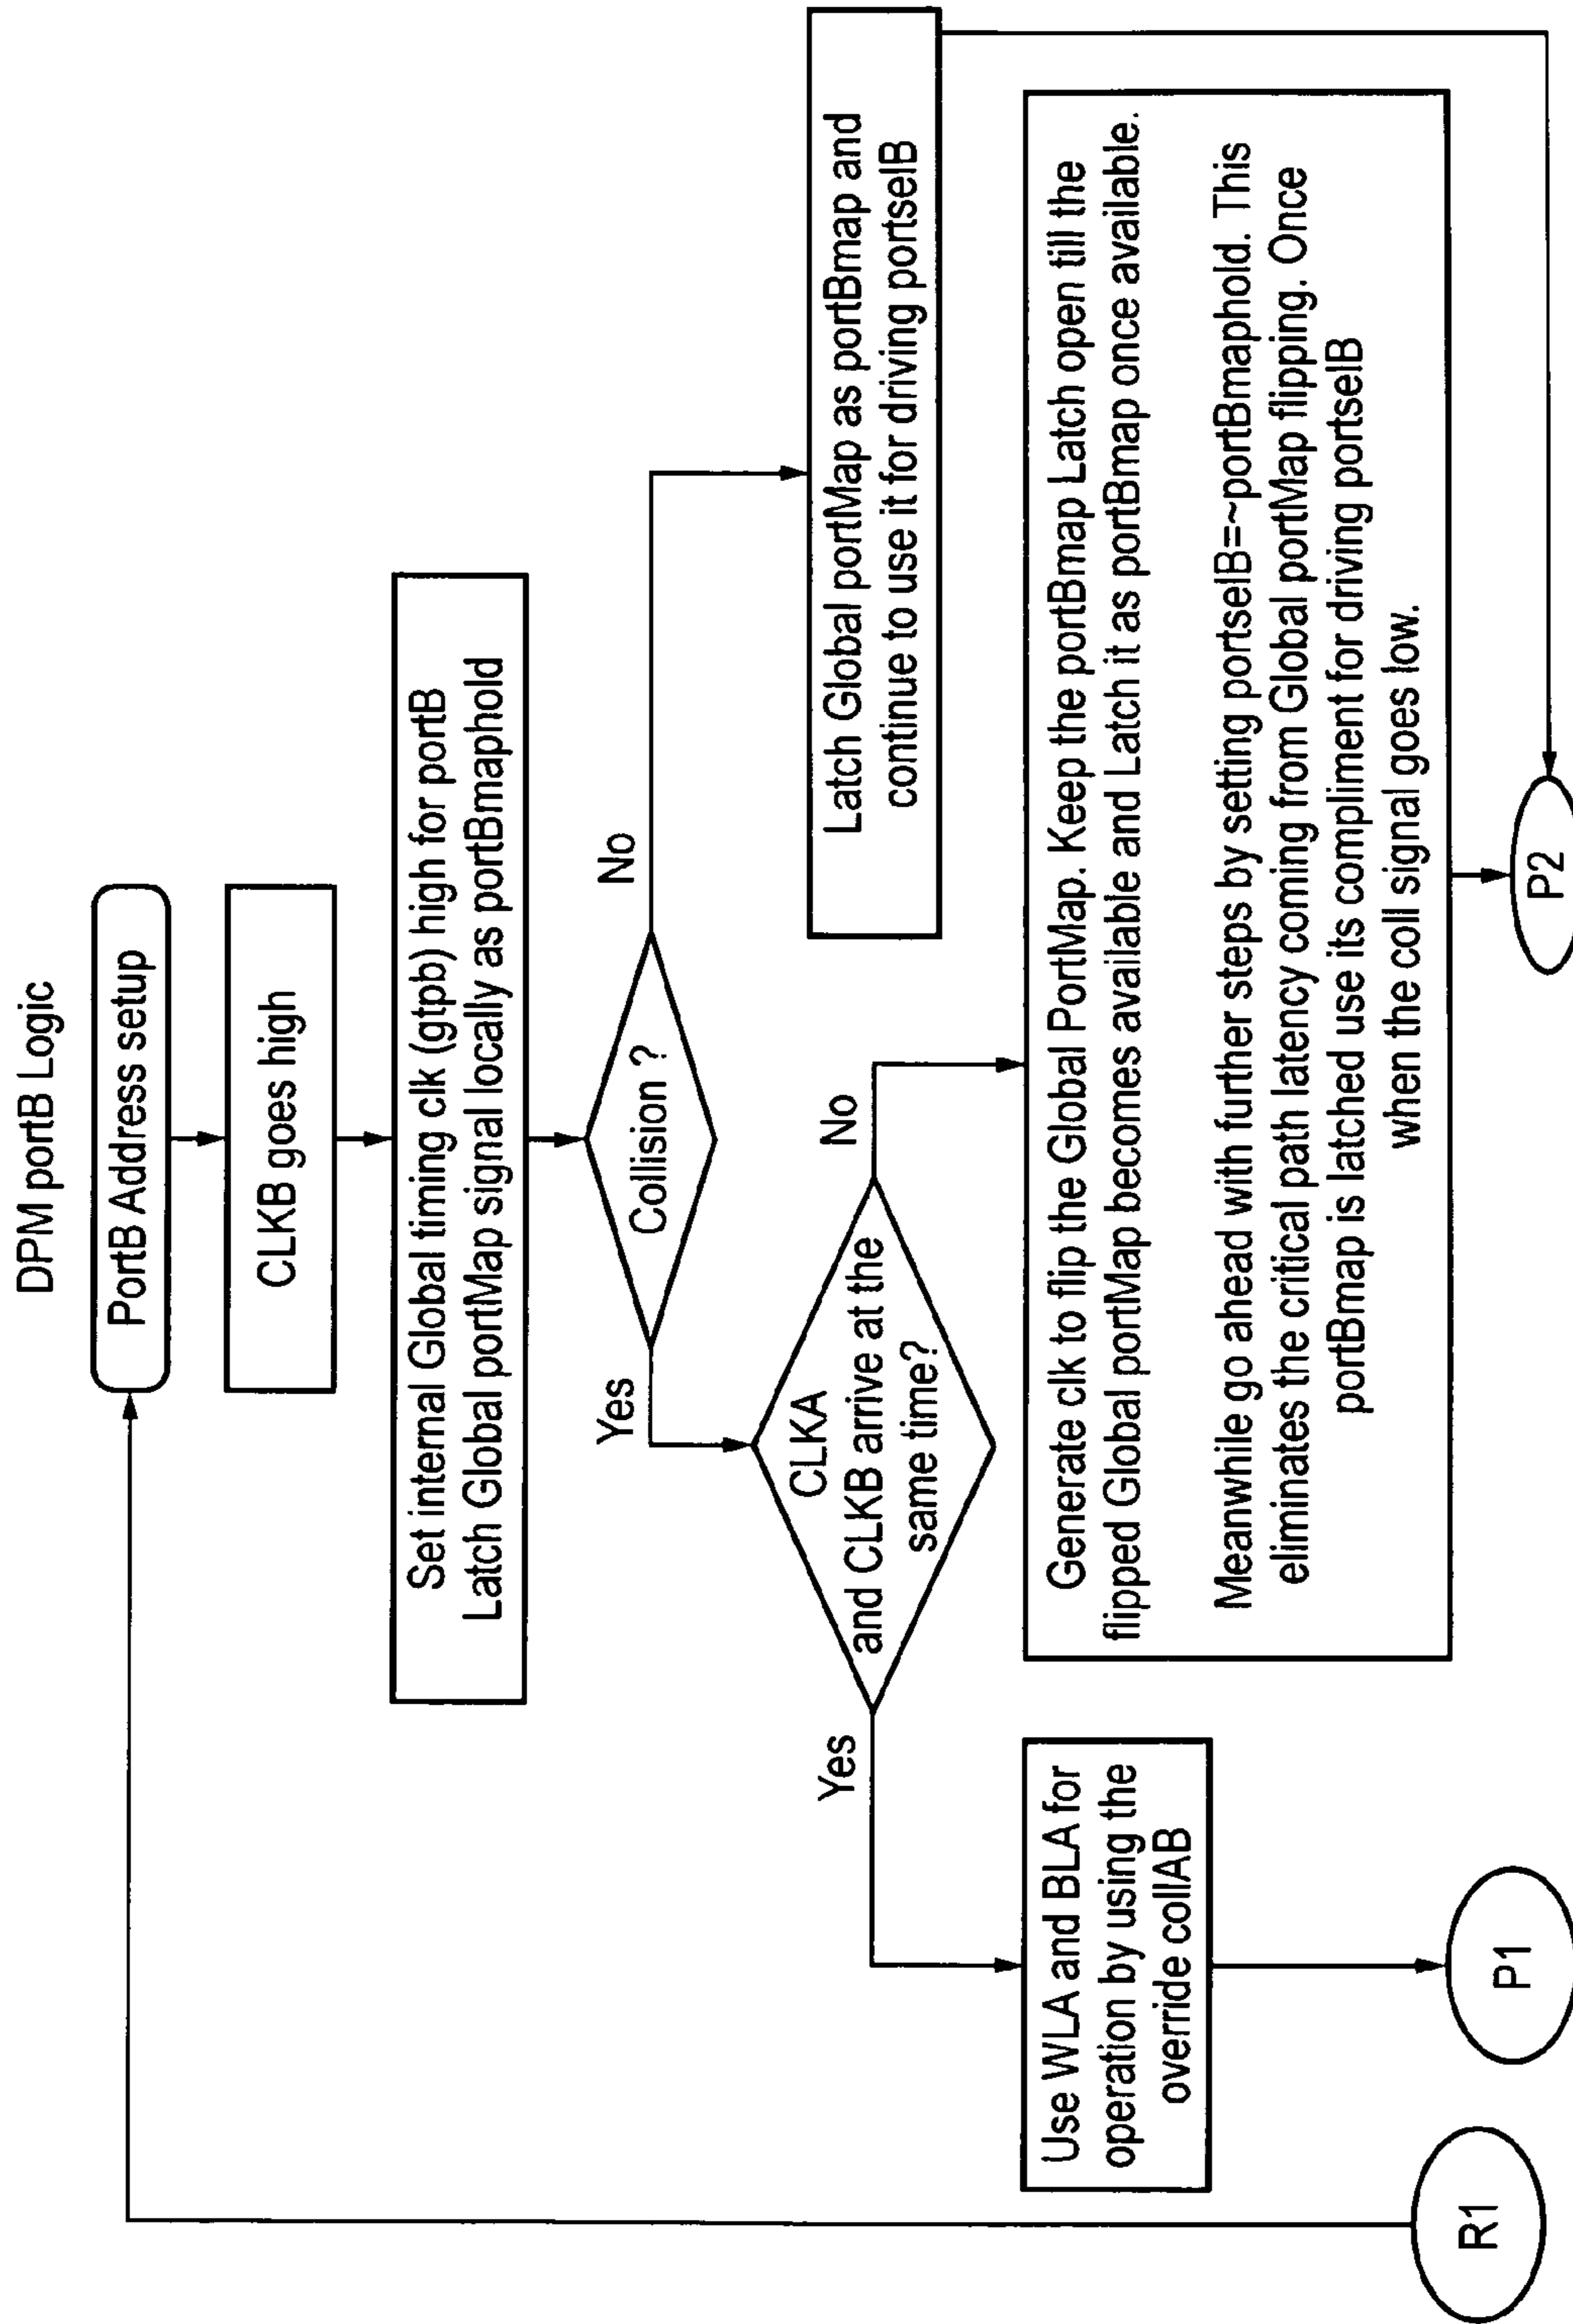 DPM portB Logic
PortB Address setup
CLKB goes high
Set internal Global timing clk (gtpb) high for portB
Latch Global portMap signal locally as portBmaphold
Collision ?
Yes
No
CLKA
and CLKB arrive at the
same time?
Latch Global portMap as portBmap and
continue to use it for driving portselB
Yes
No
Use WLA and BLA for
operation by using the
override collAB
Generate clk to flip the Global PortMap. Keep the portBmap Latch open till the
flipped Global portMap becomes available and Latch it as portBmap once available.
Meanwhile go ahead with further steps by setting portselB=~portBmaphold. This
eliminates the critical path latency coming from Global portMap flipping. Once
portBmap is latched use its compliment for driving portselB
when the coll signal goes low.
R1
P1
P2